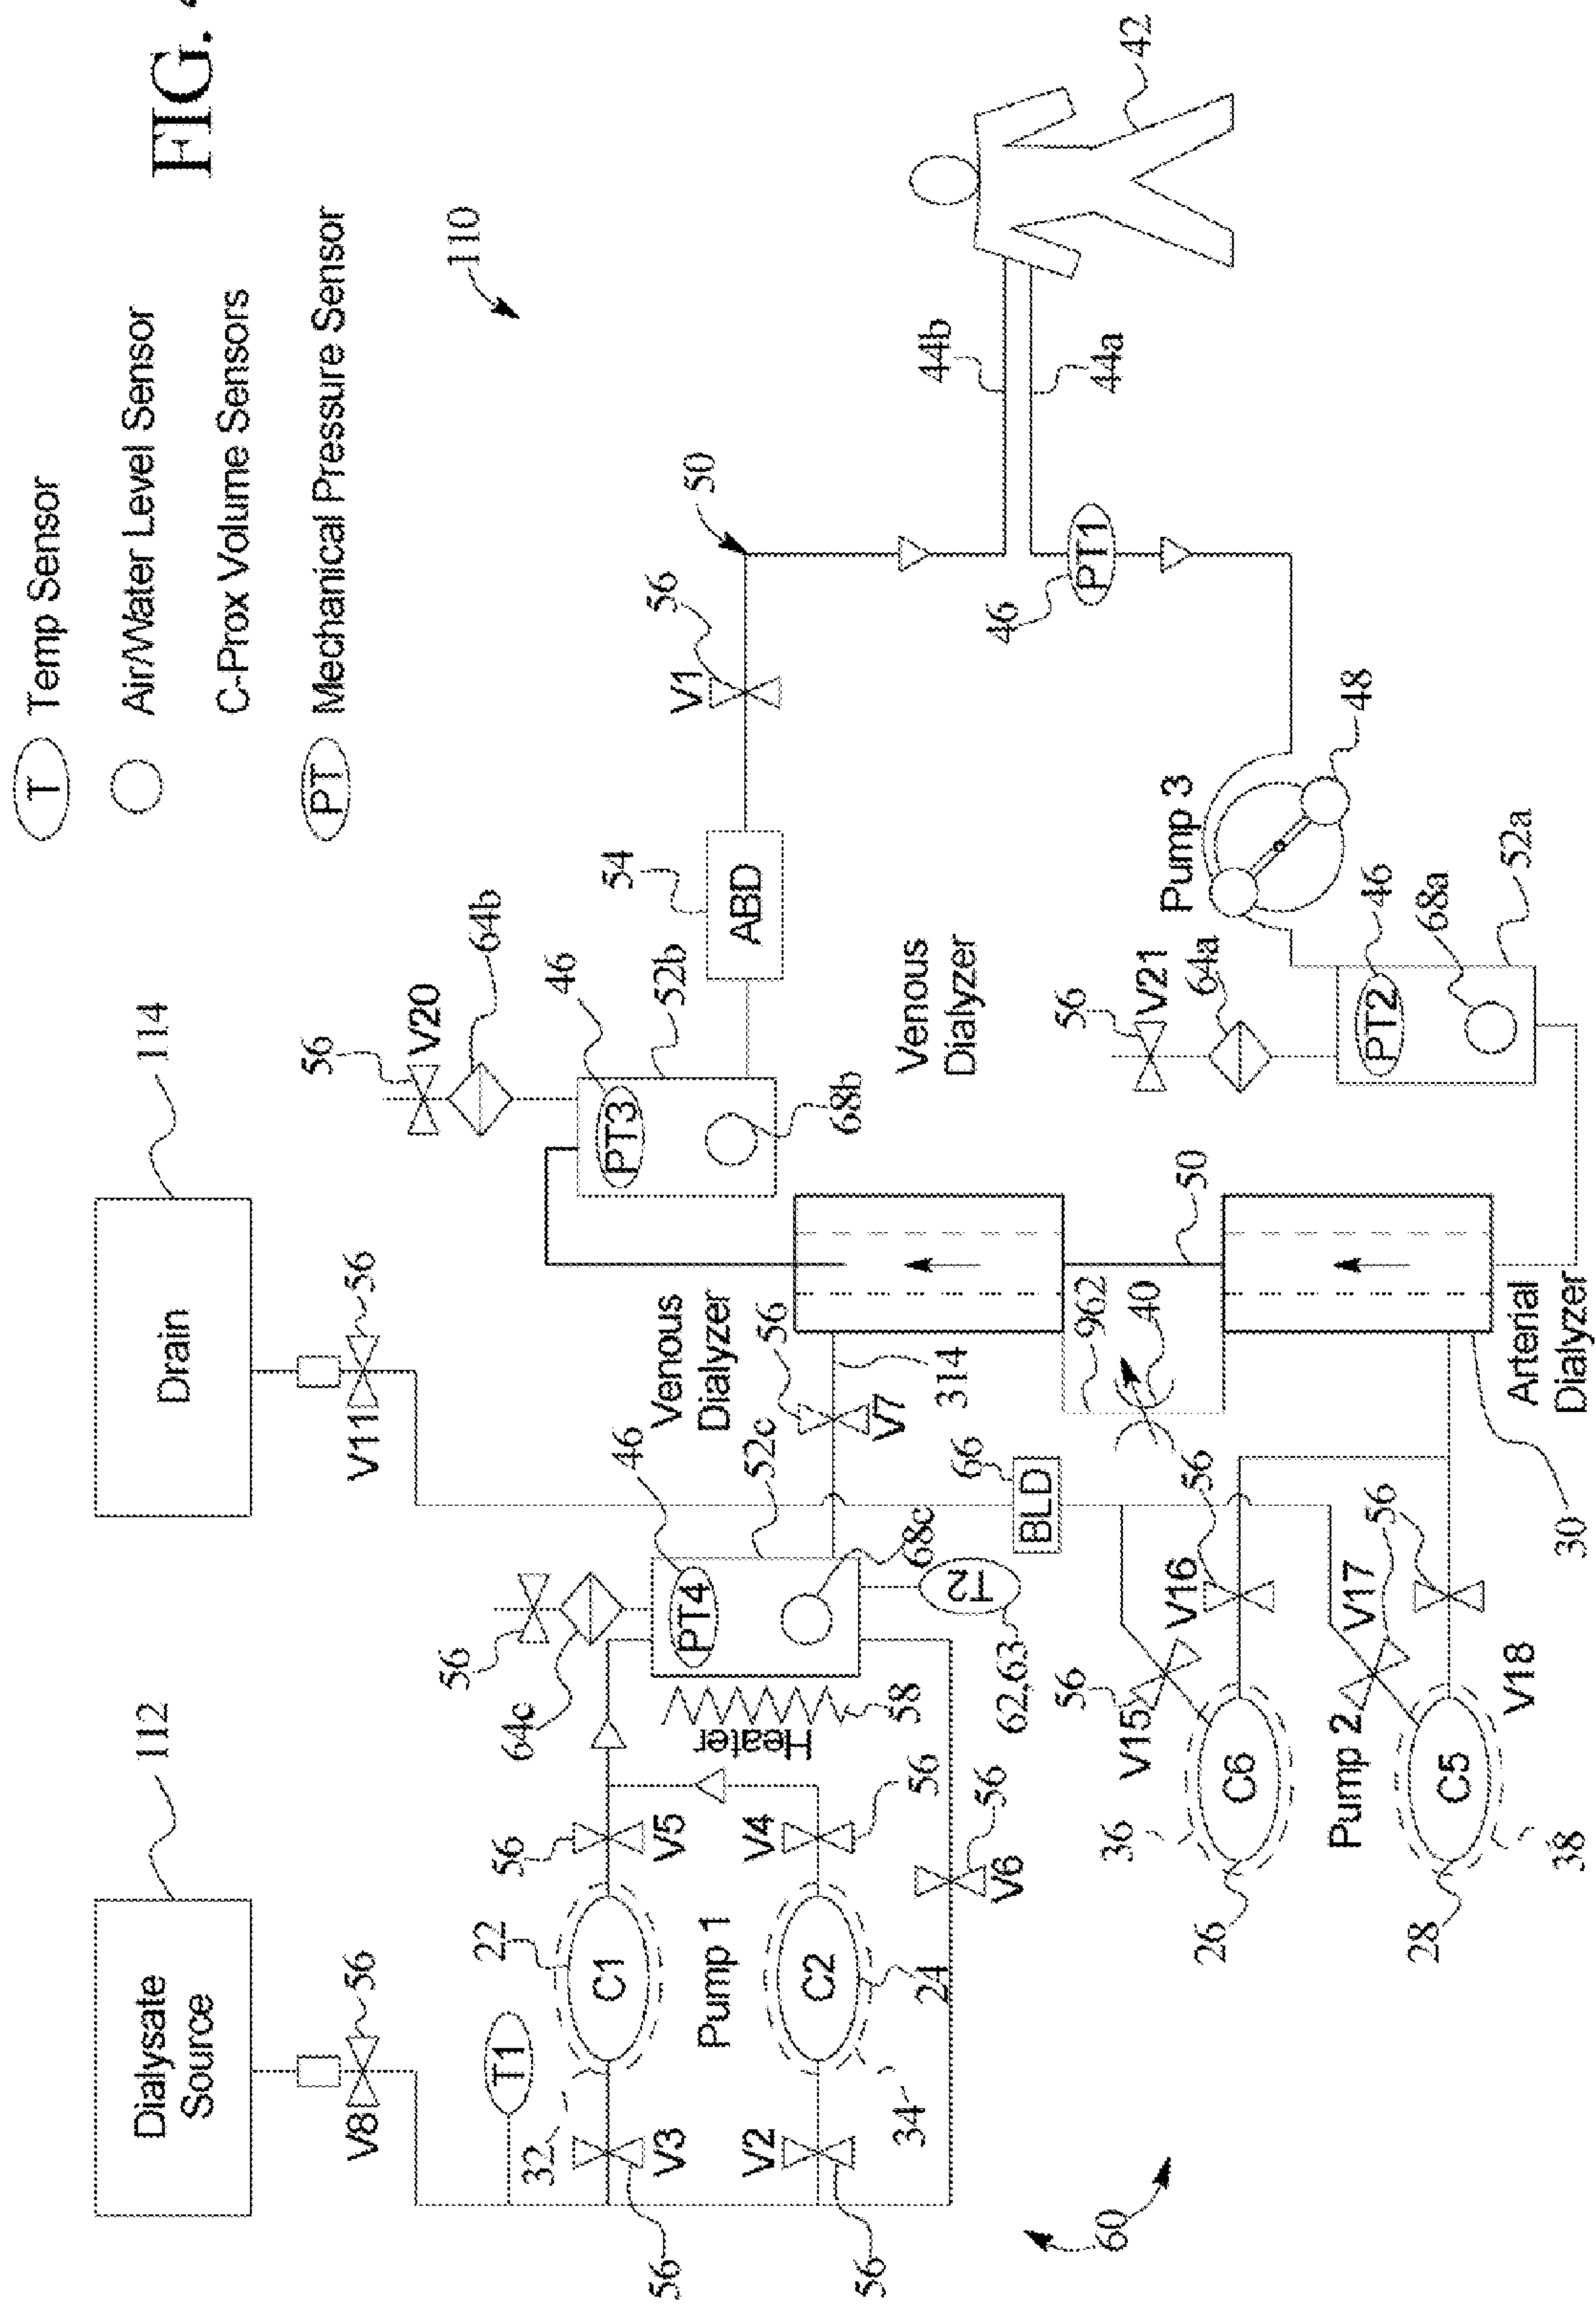 FIG.
T Temp Sensor
Air/Water Level Sensor
C-Prox Volume Sensors
PT Mechanical Pressure Sensor
110
Dialysate
Source
112
Drain
114
V8
56
V11
56
T1
32
22
C1
V3
56
56
V5
Pump 1
V2
56
34
C2
24
V4
56
V6
56
60
64c
56
Heater
58
46
PT4
52c
68c
T2
62,63
Venous
Dialyzer
56
V7
314
66
BLD
962
40
50
56
V20
64b
46
PT3
52b
68b
54
ABD
56
V1
50
44b
44a
42
46
PT1
Pump 3
48
Venous
Dialyzer
56
V21
64a
46
PT2
68a
52a
Arterial
Dialyzer
30
V15
56
V16
56
36
C6
26
Pump 2
V17
56
C5
28
38
V18